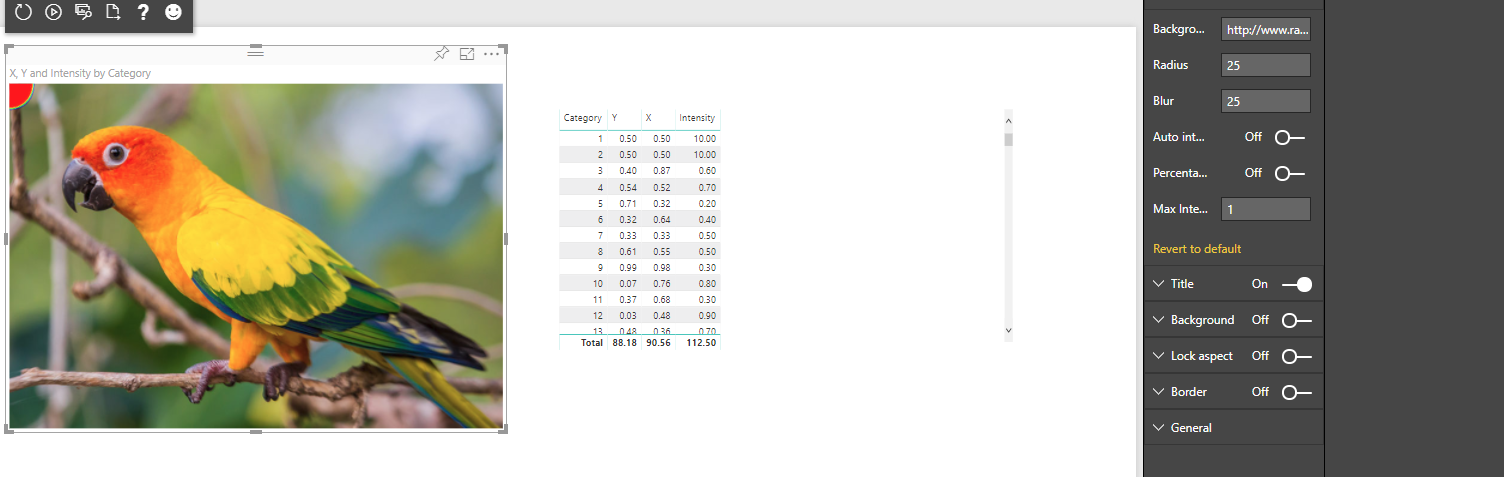 ?
X, Y and Intensity by Category
Category Y X Intensity
1 0.50 0.50 10.00
2 0.50 0.50 10.00
3 0.40 0.87 0.60
4 0.54 0.52 0.70
5 0.71 0.32 0.20
6 0.32 0.64 0.40
7 0.33 0.33 0.50
8 0.61 0.55 0.50
9 0.99 0.98 0.30
10 0.07 0.76 0.80
11 0.37 0.68 0.30
12 0.03 0.48 0.90
13 0.48 0.36 0.70
Total 88.18 90.56 112.50
Backgro... http://www.ra...
Radius 25
Blur 25
Auto int... Off
Percenta... Off
Max Inte... 1
Revert to default
Title On
Background Off
Lock aspect Off
Border Off
General